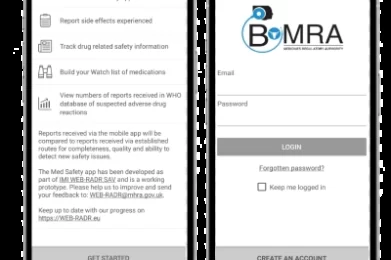 Report side effects experienced
Track drug related safety information
Build your Watch list of medications
View numbers of reports received in WHO
database of suspected adverse drug
reactions
Reports received via the mobile app will be
compared to reports received via established
routes for completeness, quality and ability to
detect new safety issues.
The Med Safety app has been developed as
part of IMI WEB-RADR SAV and is a working
prototype. Please help us to improve and send
your feedback to: WEB-RADR@mhra.gov.uk.
Keep up to date with our progress on
https://WEB-RADR.eu
GET STARTED
BoMRA
MEDICINES REGULATORY AUTHORITY
Email
Password
LOGIN
Forgotten password?
Keep me logged in
CREATE AN ACCOUNT